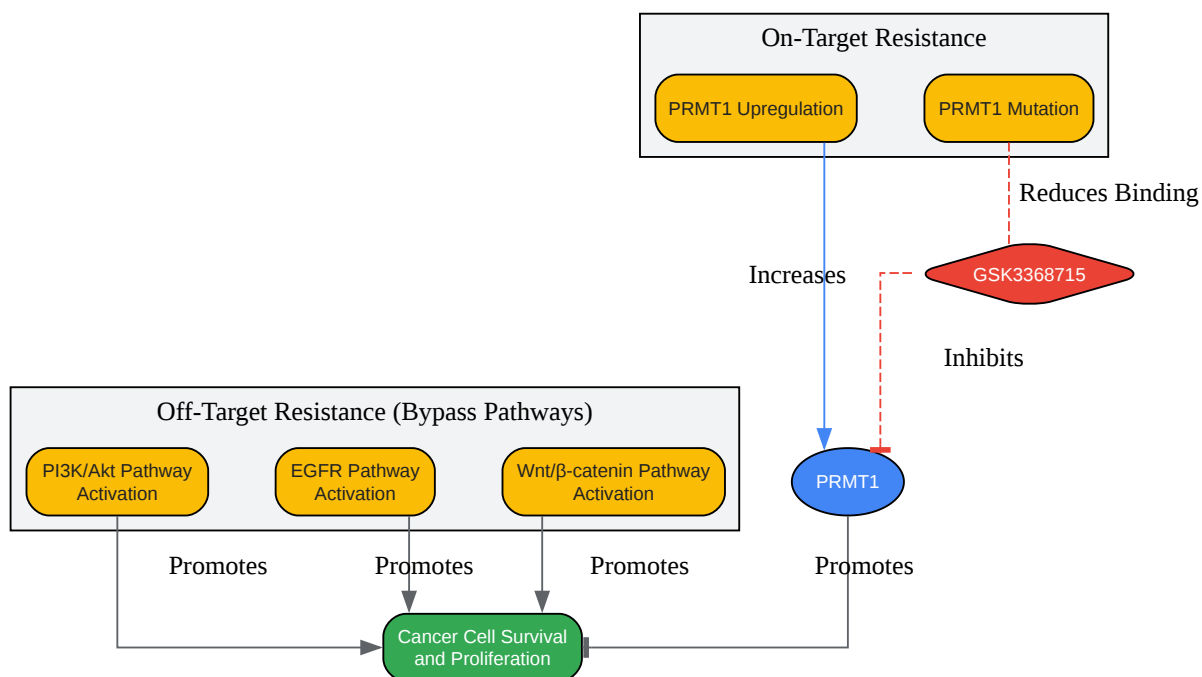 On-Target Resistance
PRMT1 Upregulation
PRMT1 Mutation
Reduces Binding
GSK3368715
Increases
Inhibits
Off-Target Resistance (Bypass Pathways)
PI3K/Akt Pathway
Activation
EGFR Pathway
Activation
Wnt/β-catenin Pathway
Activation
PRMT1
Promotes
Promotes
Promotes
Promotes
Cancer Cell Survival
and Proliferation